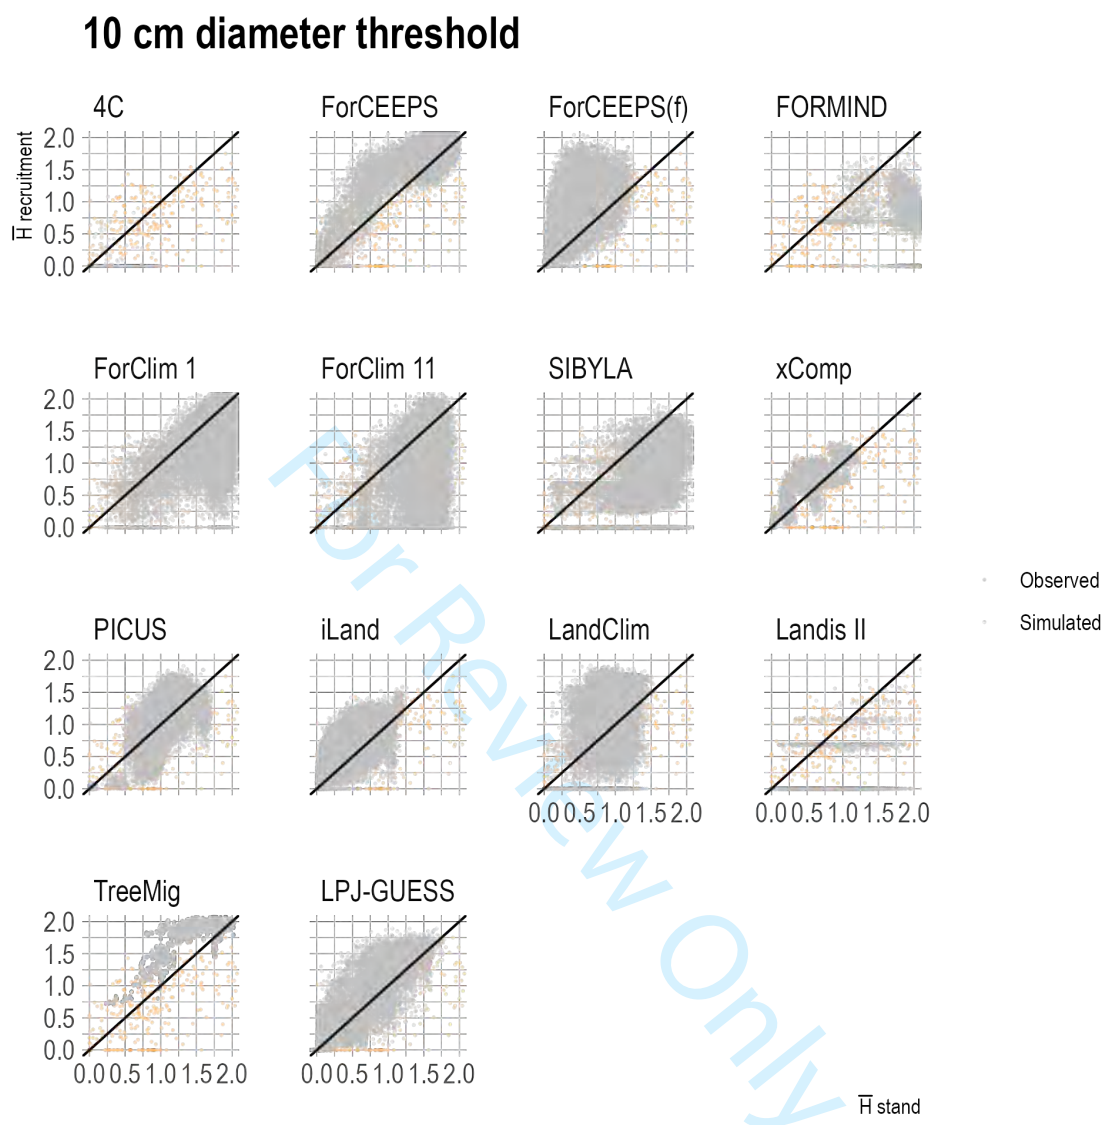 10 cm diameter threshold
4C ForCEEPS ForCEEPS(f) FORMIND
H recruitment
2.0
1.5
1.0
0.5
0.0
ForClim 1 ForClim 11 SIBYLA xComp
2.0
1.5
1.0
0.5
0.0
Observed
Simulated
PICUS iLand LandClim Landis II
2.0
1.5
1.0
0.5
0.0
0.0 0.5 1.0 1.5 2.0 0.0 0.5 1.0 1.5 2.0
TreeMig LPJ-GUESS
2.0
1.5
1.0
0.5
0.0
0.0 0.5 1.0 1.5 2.0 0.0 0.5 1.0 1.5 2.0
H stand
For Review Only